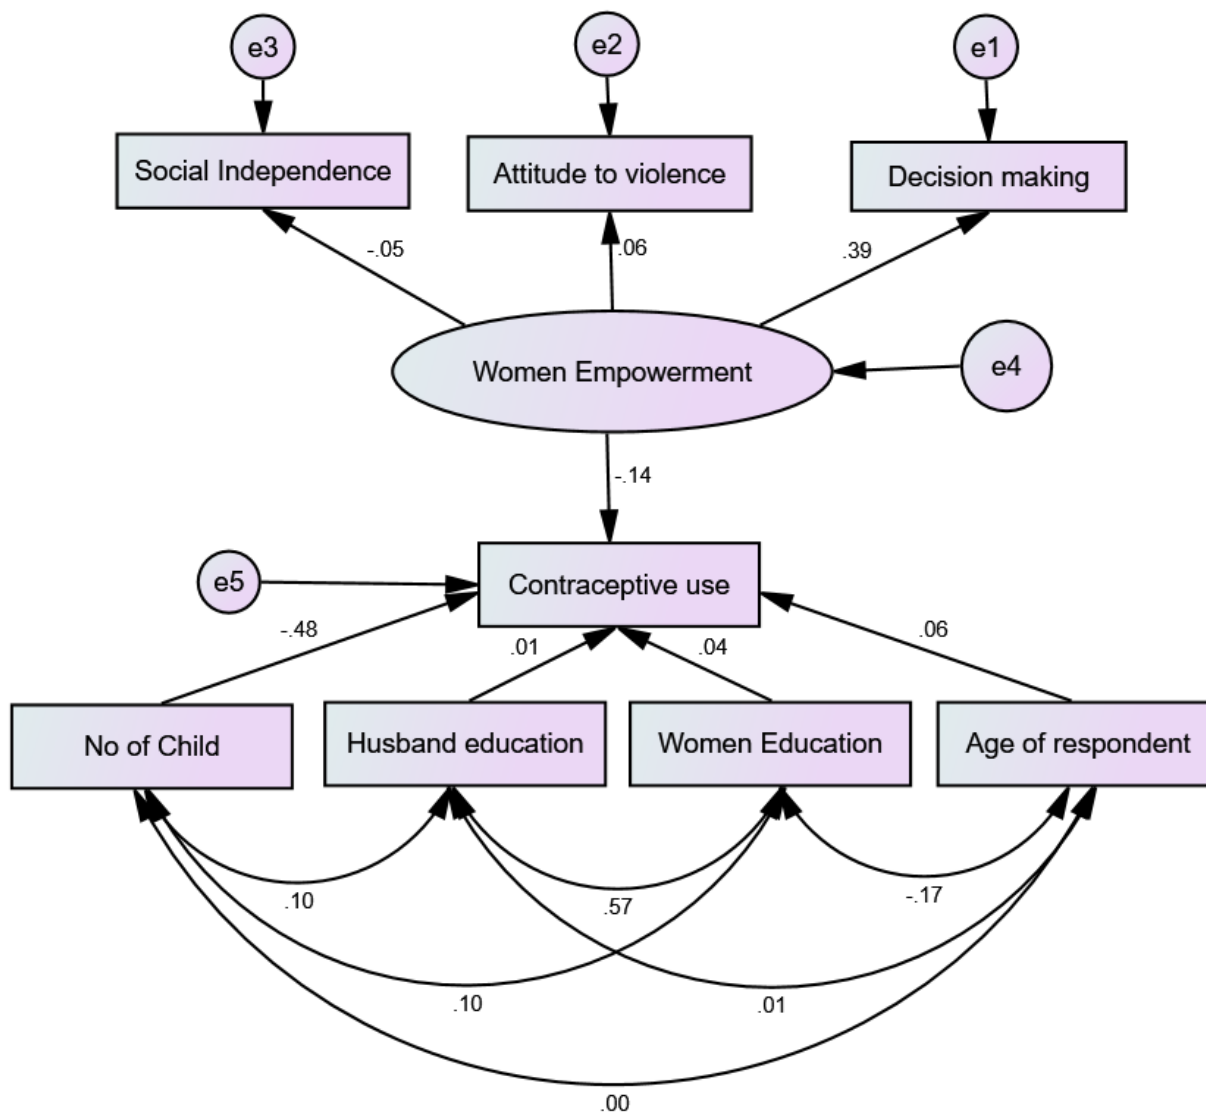 e3
e2
e1
Social Independence
Attitude to violence
Decision making
-.05
.06
.39
Women Empowerment
e4
-.14
e5
Contraceptive use
-.48
.01
.04
.06
No of Child
Husband education
Women Education
Age of respondent
.10
.57
-.17
.10
.01
.00